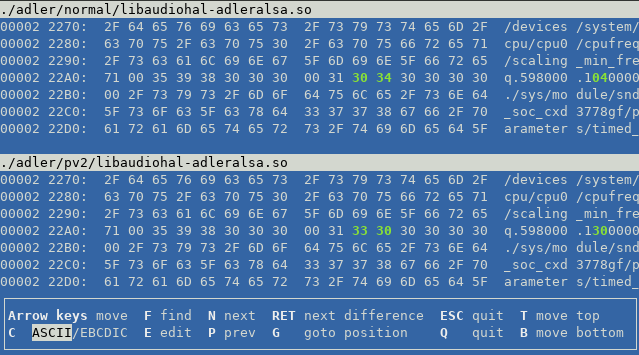 ./adler/normal/libaudiohal-adleralsa.so
00002 2270:  2F 64 65 76 69 63 65 73  2F 73 79 73 74 65 6D 2F  /devices /system/
00002 2280:  63 70 75 2F 63 70 75 30  2F 63 70 75 66 72 65 71  cpu/cpu0 /cpufreq
00002 2290:  2F 73 63 61 6C 69 6E 67  5F 6D 69 6E 5F 66 72 65  /scaling _min_fre
00002 22A0:  71 00 35 39 38 30 30 30  00 31 30 34 30 30 30 30  q.598000 .1040000
00002 22B0:  00 2F 73 79 73 2F 6D 6F  64 75 6C 65 2F 73 6E 64  ./sys/mo dule/snd
00002 22C0:  5F 73 6F 63 5F 63 78 64  33 37 37 38 67 66 2F 70  _soc_cxd 3778gf/p
00002 22D0:  61 72 61 6D 65 74 65 72  73 2F 74 69 6D 65 64 5F  arameter s/timed_
./adler/pv2/libaudiohal-adleralsa.so
00002 2270:  2F 64 65 76 69 63 65 73  2F 73 79 73 74 65 6D 2F  /devices /system/
00002 2280:  63 70 75 2F 63 70 75 30  2F 63 70 75 66 72 65 71  cpu/cpu0 /cpufreq
00002 2290:  2F 73 63 61 6C 69 6E 67  5F 6D 69 6E 5F 66 72 65  /scaling _min_fre
00002 22A0:  71 00 35 39 38 30 30 30  00 31 33 30 30 30 30 30  q.598000 .1300000
00002 22B0:  00 2F 73 79 73 2F 6D 6F  64 75 6C 65 2F 73 6E 64  ./sys/mo dule/snd
00002 22C0:  5F 73 6F 63 5F 63 78 64  33 37 37 38 67 66 2F 70  _soc_cxd 3778gf/p
00002 22D0:  61 72 61 6D 65 74 65 72  73 2F 74 69 6D 65 64 5F  arameter s/timed_
Arrow keys move  F find  N next  RET next difference  ESC quit  T move top
C  ASCII/EBCDIC  E edit  P prev  G   goto position    Q   quit  B move bottom